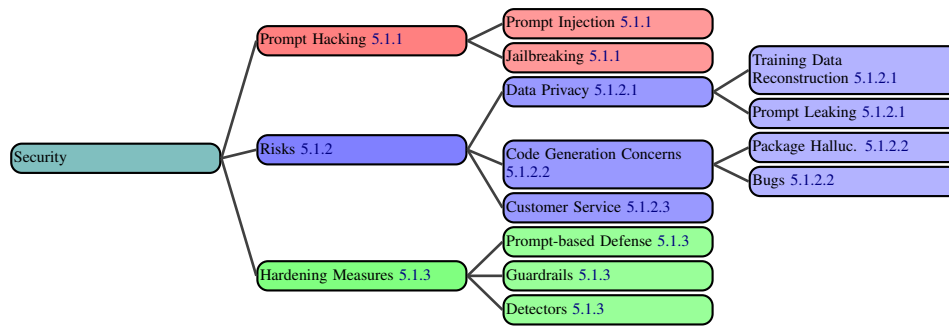 Security
Prompt Hacking 5.1.1
Prompt Injection 5.1.1
Jailbreaking 5.1.1
Risks 5.1.2
Data Privacy 5.1.2.1
Training Data
Reconstruction 5.1.2.1
Prompt Leaking 5.1.2.1
Code Generation Concerns
5.1.2.2
Package Halluc. 5.1.2.2
Bugs 5.1.2.2
Customer Service 5.1.2.3
Hardening Measures 5.1.3
Prompt-based Defense 5.1.3
Guardrails 5.1.3
Detectors 5.1.3